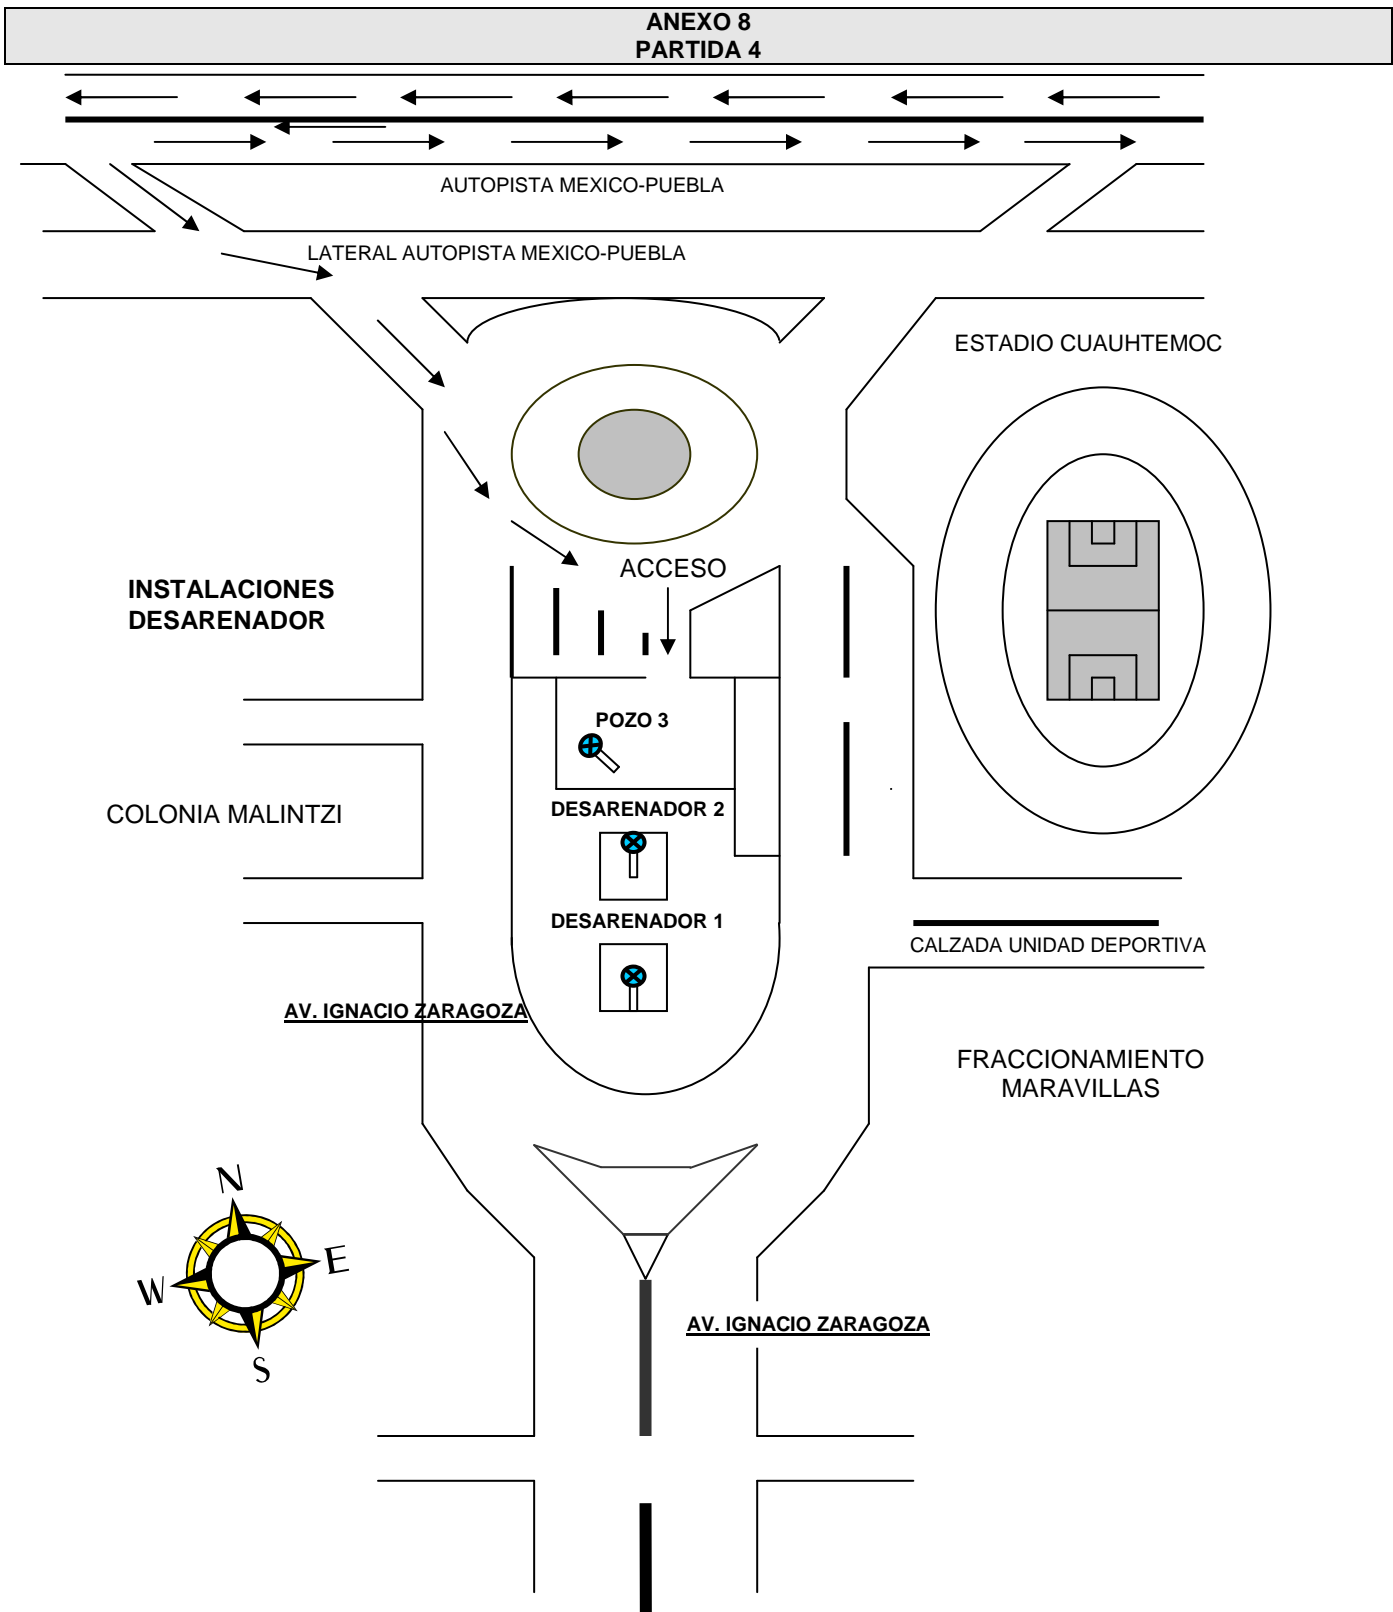 ANEXO 8
PARTIDA 4
AUTOPISTA MEXICO-PUEBLA
LATERAL AUTOPISTA MEXICO-PUEBLA
ESTADIO CUAUHTEMOC
ACCESO
INSTALACIONES
DESARENADOR
POZO 3
COLONIA MALINTZI
DESARENADOR 2
DESARENADOR 1
CALZADA UNIDAD DEPORTIVA
AV. IGNACIO ZARAGOZA
FRACCIONAMIENTO
MARAVILLAS
N
E
W
S
AV. IGNACIO ZARAGOZA